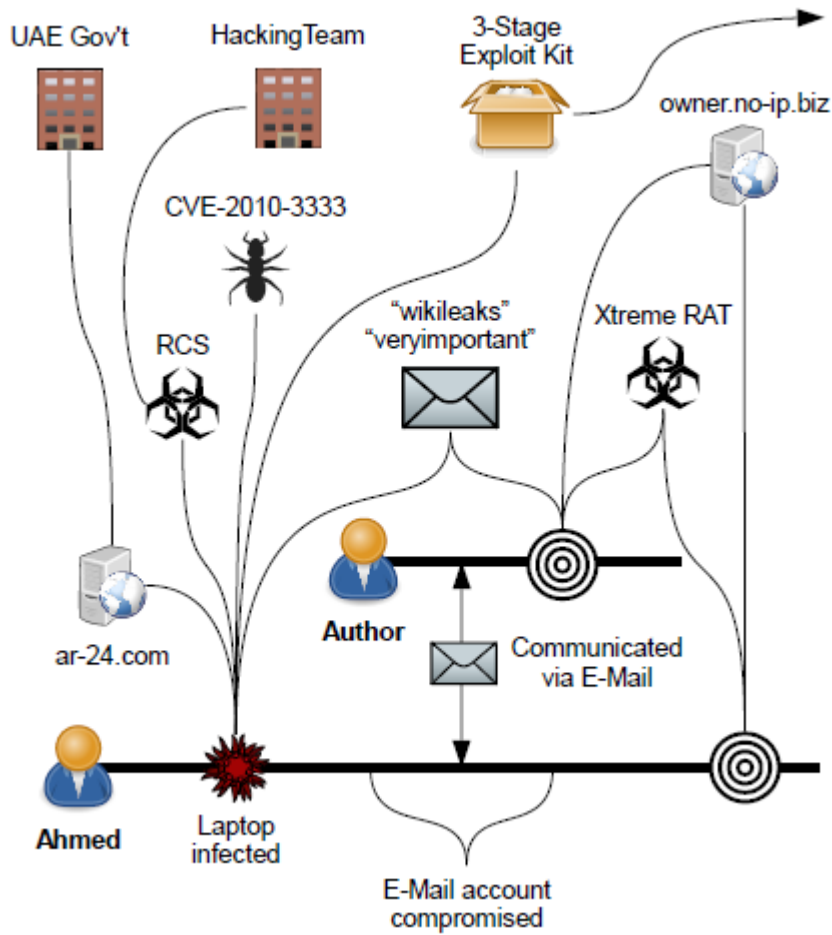 UAE Gov't
HackingTeam
3-Stage
Exploit Kit
owner.no-ip.biz
CVE-2010-3333
"wikileaks"
"veryimportant"
Xtreme RAT
RCS
ar-24.com
Author
Communicated
via E-Mail
Ahmed
Laptop
infected
E-Mail account
compromised